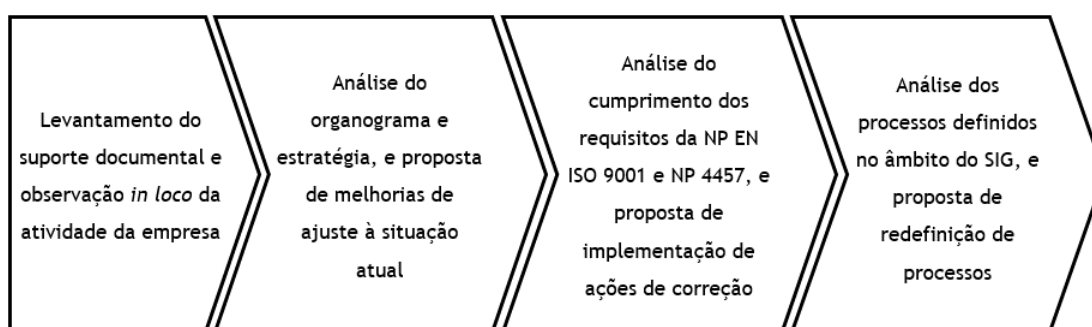 Levantamento do
suporte documental e
observação in loco da
atividade da empresa
Análise do
organograma e
estratégia, e proposta
de melhorias de
ajuste à situação
atual
Análise do
cumprimento dos
requisitos da NP EN
ISO 9001 e NP 4457, e
proposta de
implementação de
ações de correção
Análise dos
processos definidos
no âmbito do SIG, e
proposta de
redefinição de
processos